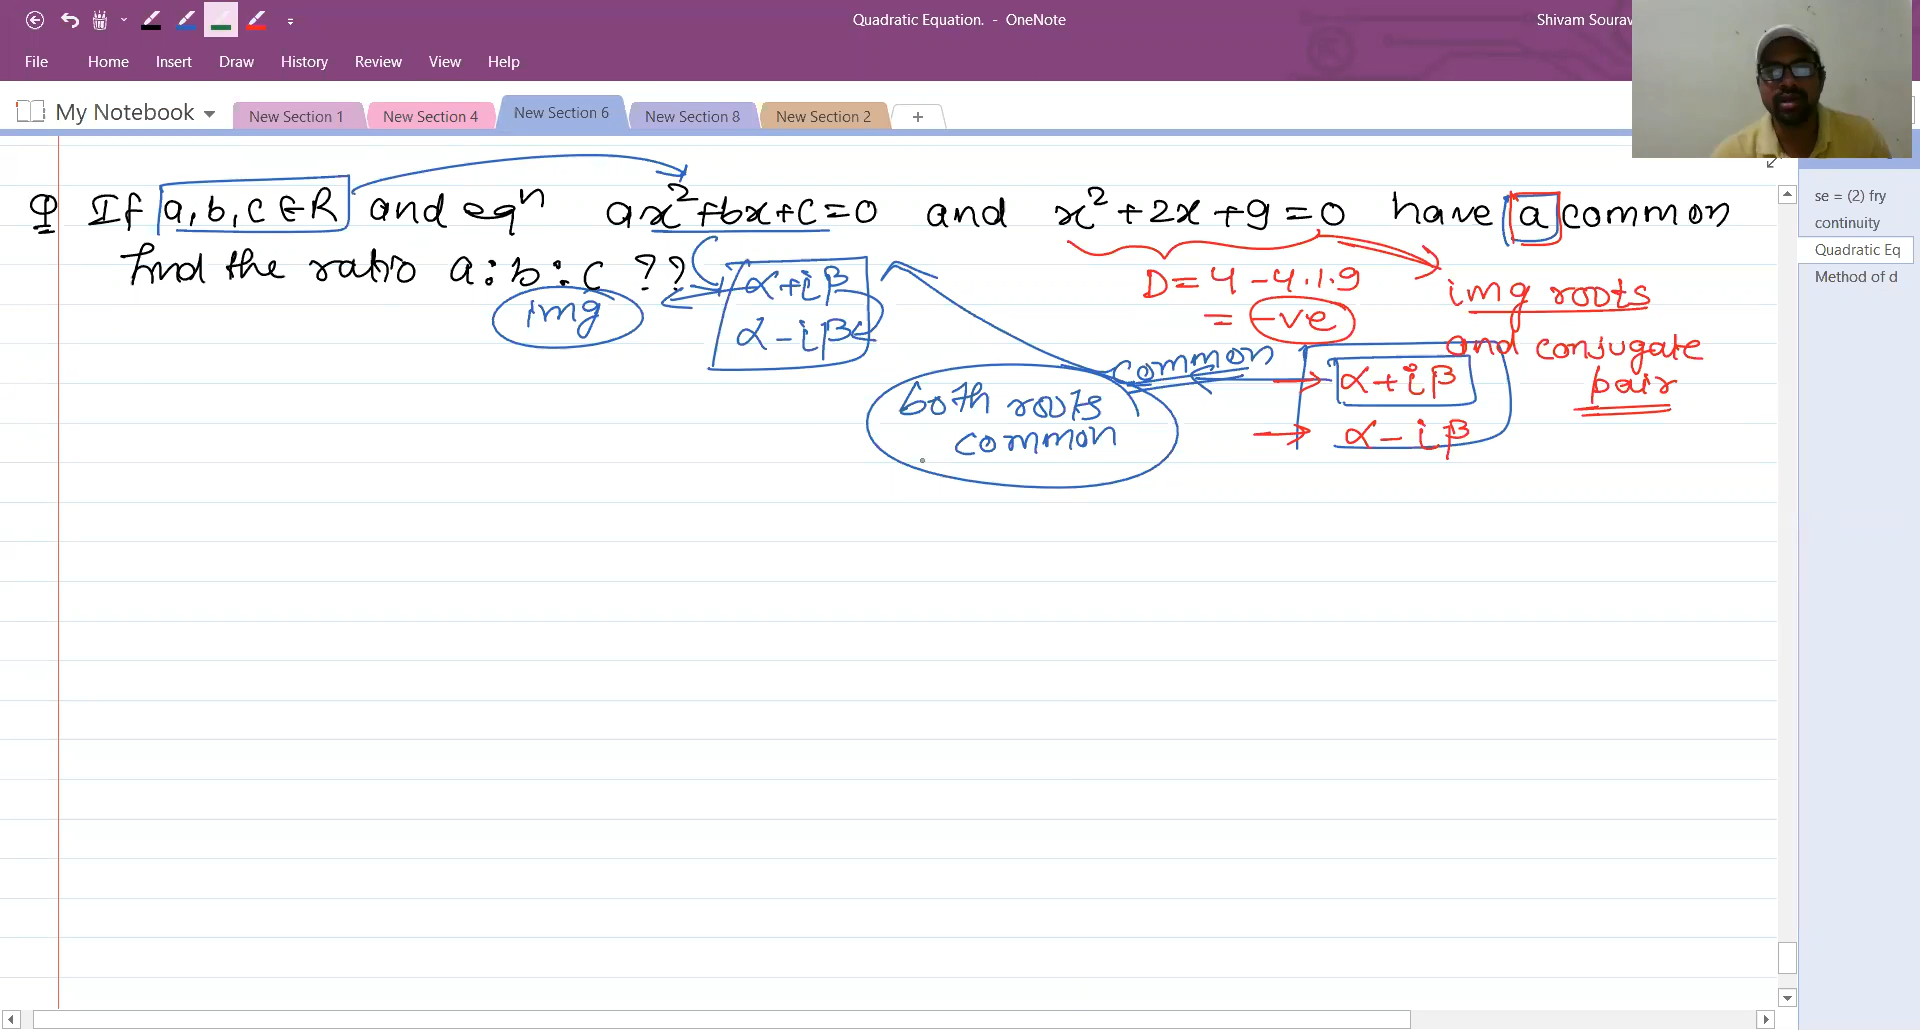 Quadratic Equation. - OneNote
Shivam Sourav
File Home Insert Draw History Review View Help
My Notebook
New Section 1
New Section 4
New Section 6
New Section 8
New Section 2
+
se = (2) fry
continuity
Quadratic Eq
Method of d
Q If a, b, c ∈ R and eqⁿ ax²+bx+c=0 and x²+2x+9=0 have a common
find the ratio a:b:c ??
img
α+iβ
α-iβ
D = 4 - 4.1.9
= -ve
img roots
and conjugate
pair
common
α+iβ
α-iβ
both roots
common